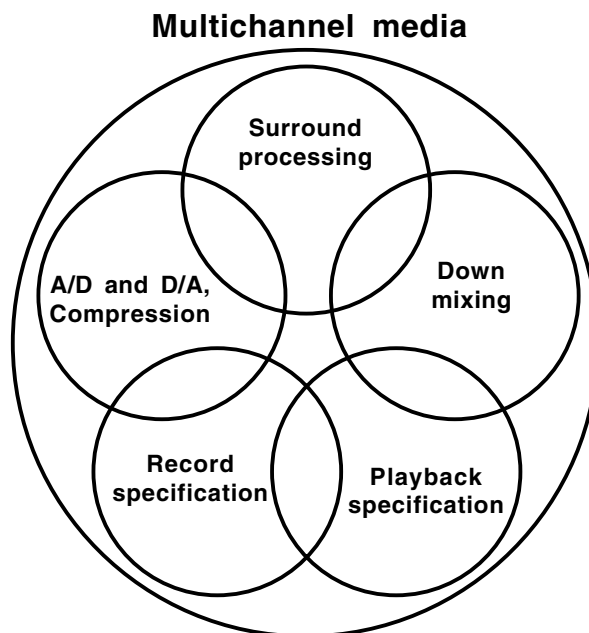 Multichannel media
Surround
processing
A/D and D/A,
Compression
Down
mixing
Record
specification
Playback
specification